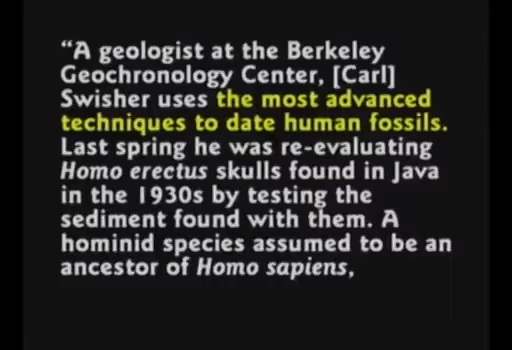 “A geologist at the Berkeley
Geochronology Center, [Carl]
Swisher uses the most advanced
techniques to date human fossils.
Last spring he was re-evaluating
Homo erectus skulls found in Java
in the 1930s by testing the
sediment found with them. A
hominid species assumed to be an
ancestor of Homo sapiens,